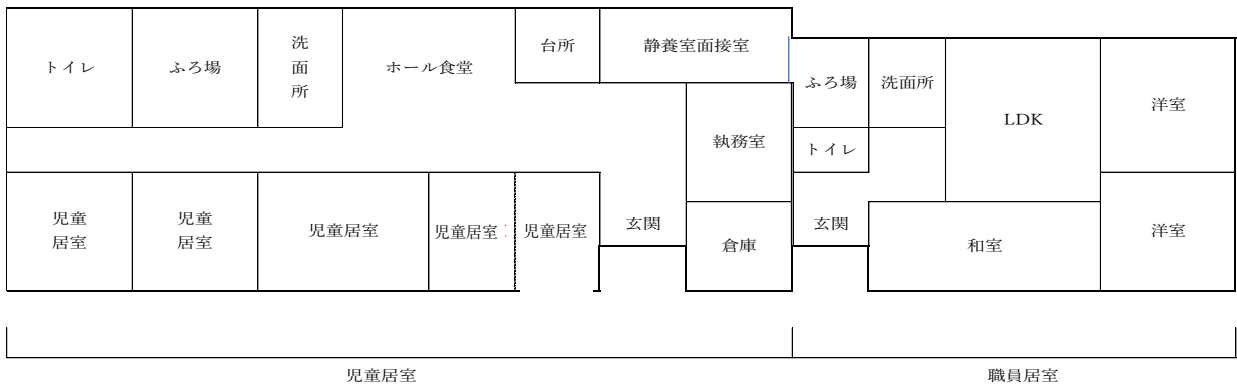 トイレ
ふろ場
洗面所
ホール食堂
台所
静養室面接室
ふろ場
洗面所
LDK
洋室
執務室
トイレ
児童
居室
児童
居室
児童居室
児童居室
児童居室
玄関
倉庫
玄関
和室
洋室
児童居室
職員居室